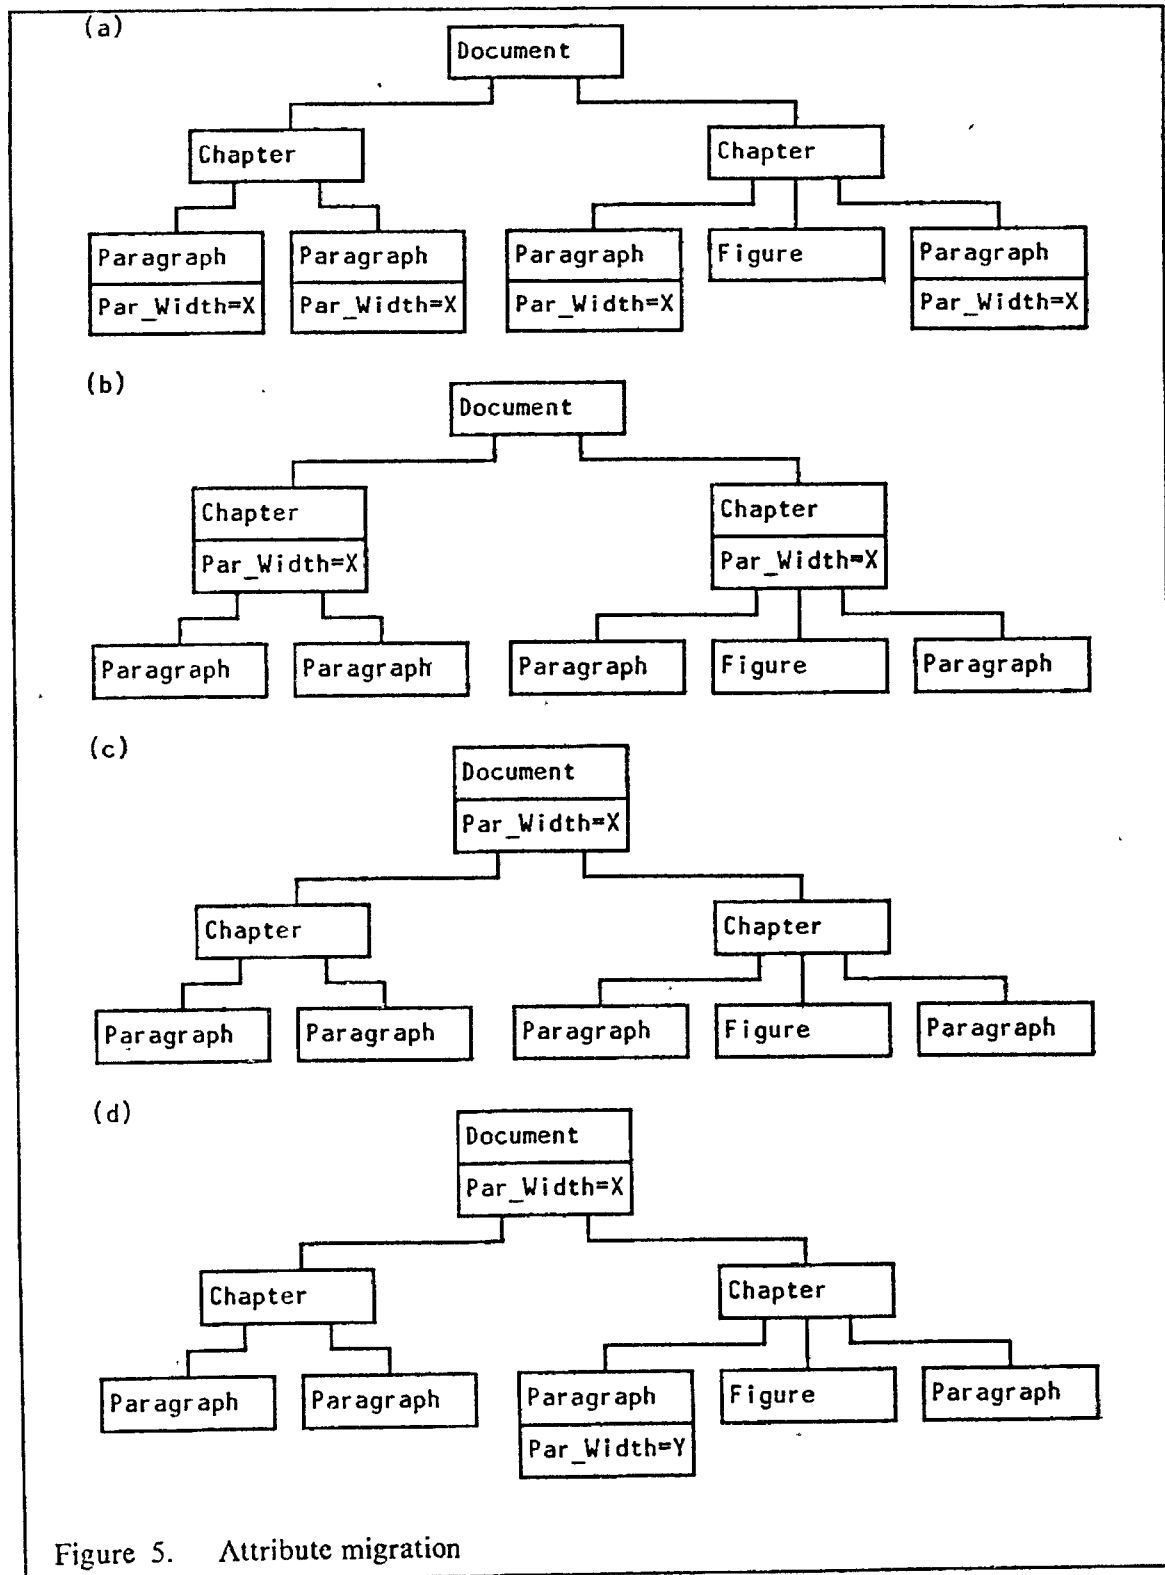 (a)
Document
Chapter Chapter
Paragraph Paragraph Paragraph Figure Paragraph
Par_Width=X Par_Width=X Par_Width=X Par_Width=X
(b)
Document
Chapter Chapter
Par_Width=X Par_Width=X
Paragraph Paragraph Paragraph Figure Paragraph
(c)
Document
Par_Width=X
Chapter Chapter
Paragraph Paragraph Paragraph Figure Paragraph
(d)
Document
Par_Width=X
Chapter Chapter
Paragraph Paragraph Paragraph Figure Paragraph
Par_Width=Y
Figure 5. Attribute migration